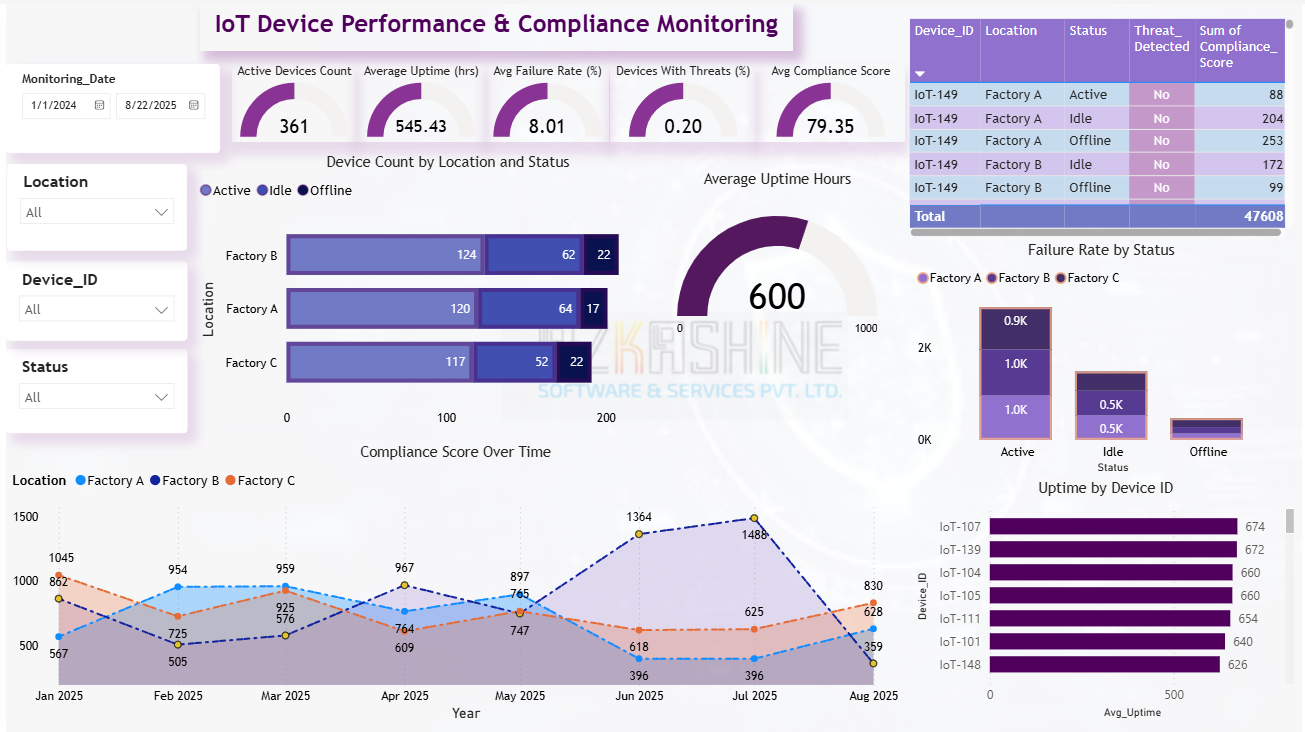 IoT Device Performance & Compliance Monitoring
Monitoring_Date
1/1/2024 8/22/2025
Location
All
Device_ID
All
Status
All
Active Devices Count
361
Average Uptime (hrs)
545.43
Avg Failure Rate (%)
8.01
Devices With Threats (%)
0.20
Avg Compliance Score
79.35
Device_ID Location Status Threat_ Detected Sum of Compliance_ Score
IoT-149 Factory A Active No 88
IoT-149 Factory A Idle No 204
IoT-149 Factory A Offline No 253
IoT-149 Factory B Idle No 172
IoT-149 Factory B Offline No 99
Total 47608
Device Count by Location and Status
Active Idle Offline
Location
Factory B 124 62 22
Factory A 120 64 17
Factory C 117 52 22
0 100 200
Average Uptime Hours
600
0 1000
SOFTWARE & SERVICES PVT. LTD.
Failure Rate by Status
Factory A Factory B Factory C
2K
0K
0.9K
1.0K
1.0K
0.5K
0.5K
Active Idle Offline
Status
Compliance Score Over Time
Location Factory A Factory B Factory C
1500
1000
500
1045
862
567
954
725
505
959
925
576
967
764
609
897
765
747
1364
618
396
1488
625
396
830
628
359
Jan 2025 Feb 2025 Mar 2025 Apr 2025 May 2025 Jun 2025 Jul 2025 Aug 2025
Year
Uptime by Device ID
Device_ID
IoT-107 674
IoT-139 672
IoT-104 660
IoT-105 660
IoT-111 654
IoT-101 640
IoT-148 626
0 500
Avg_Uptime